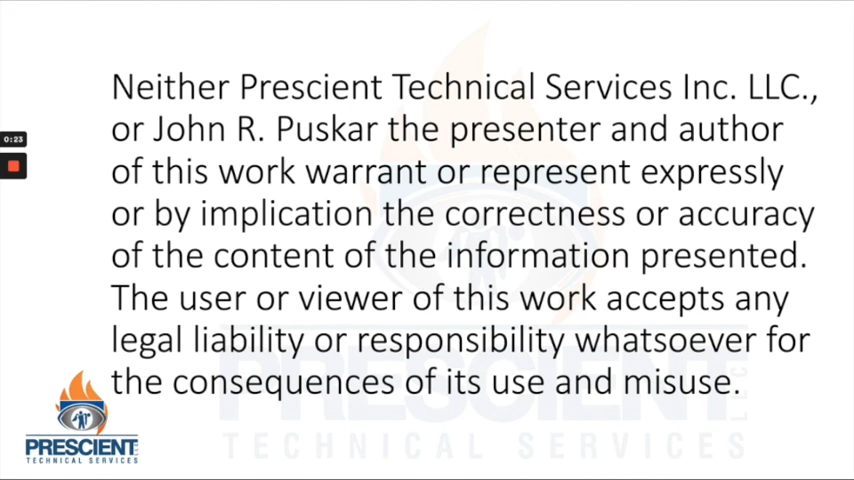 Neither Prescient Technical Services Inc. LLC.,
or John R. Puskar the presenter and author
of this work warrant or represent expressly
or by implication the correctness or accuracy
of the content of the information presented.
The user or viewer of this work accepts any
legal liability or responsibility whatsoever for
the consequences of its use and misuse.
0:23
PRESCIENT LLC
TECHNICAL SERVICES
PRESCIENT
TECHNICAL SERVICES